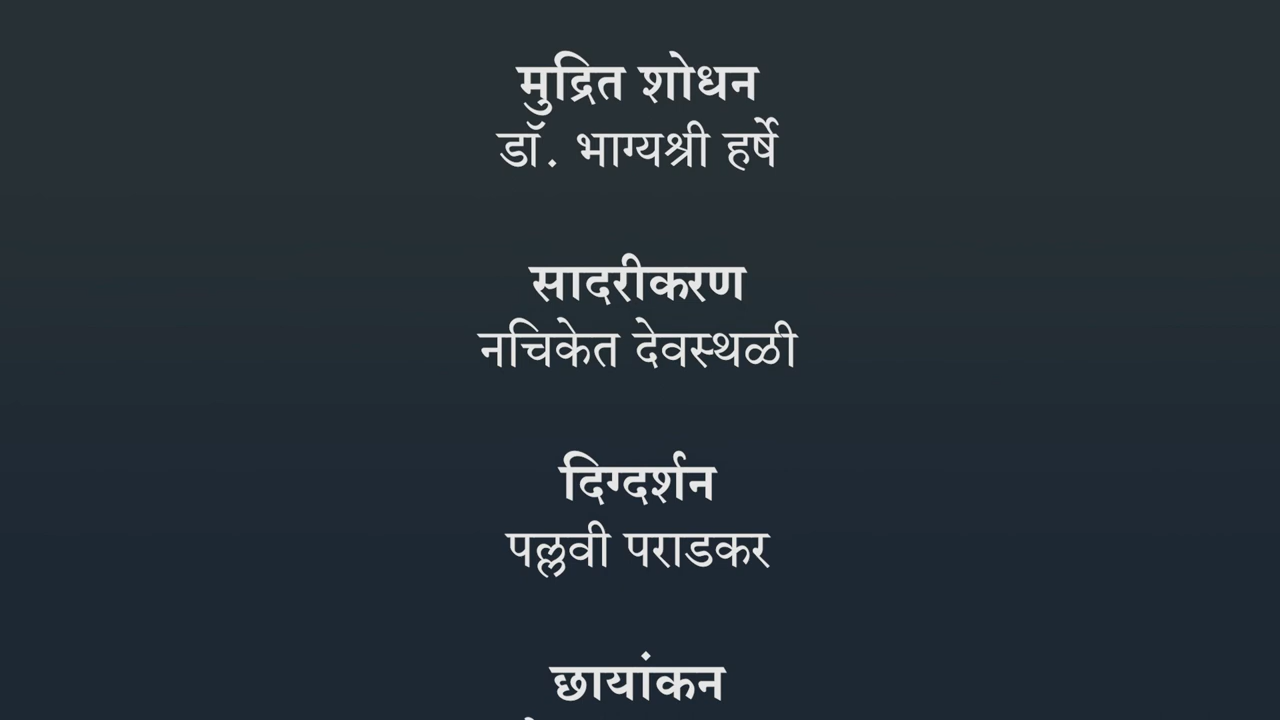 मुद्रित शोधन
डॉ. भाग्यश्री हर्षे
सादरीकरण
नचिकेत देवस्थळी
दिग्दर्शन
पल्लवी पराडकर
छायांकन